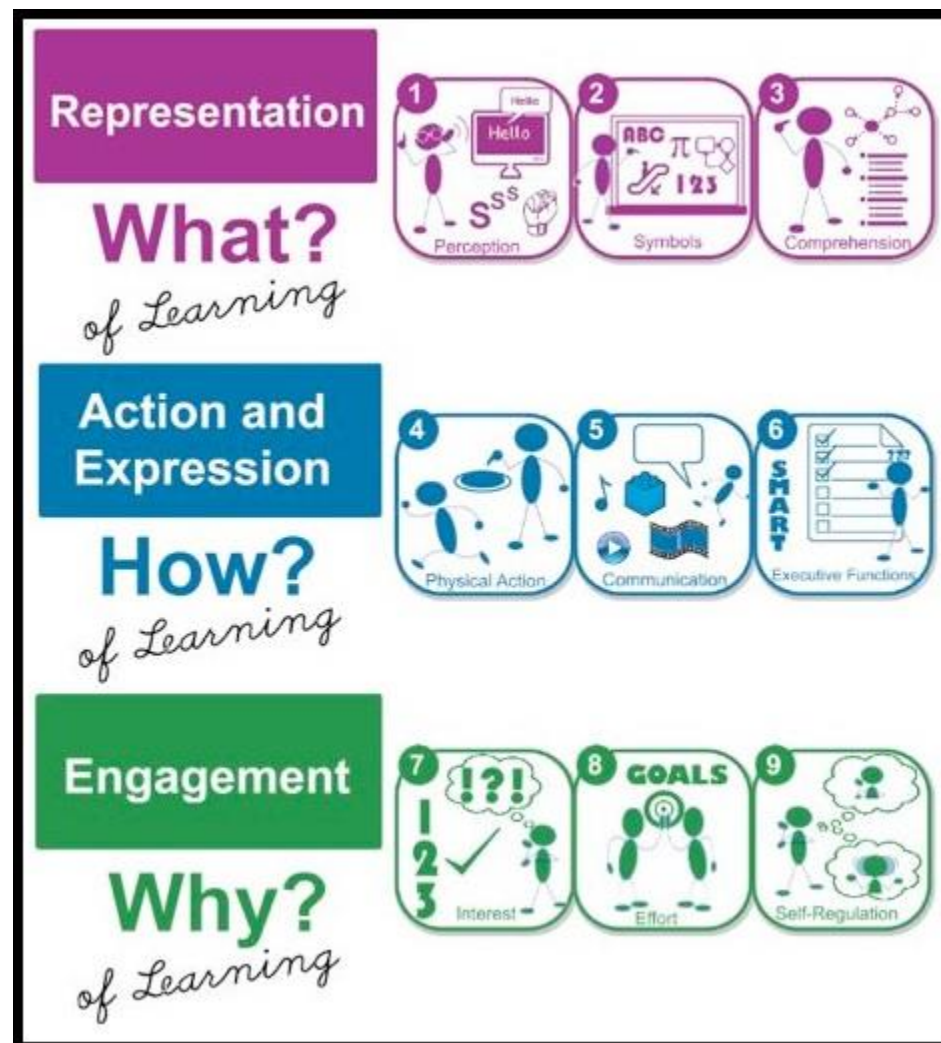 Representation
What?
of Learning
1
Hello
Hello
SSS
Perception
2
ABC π
123
Symbols
3
Comprehension
Action and
Expression
How?
of Learning
4
Physical Action
5
Communication
6
SMART
???
Executive Functions
Engagement
Why?
of Learning
7
!?!
1
2
3
Interest
8
GOALS
Effort
9
Self-Regulation